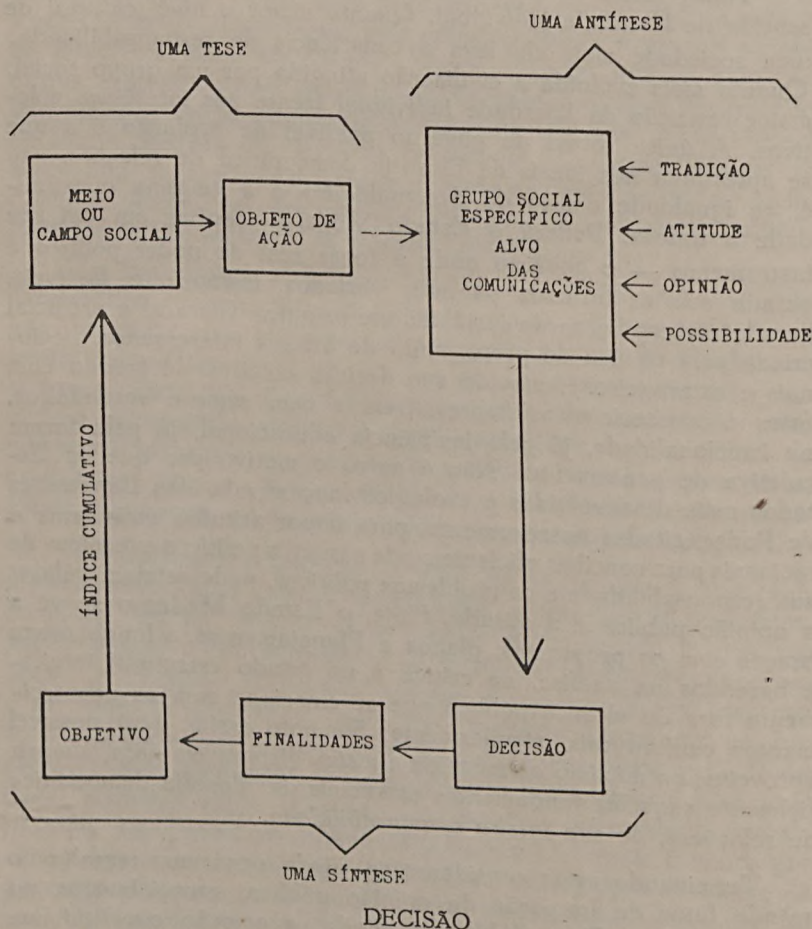 UMA ANTÍTESE
UMA TESE
MEIO
OU
CAMPO SOCIAL
OBJETO DE
AÇÃO
GRUPO SOCIAL
ESPECÍFICO
ALVO
DAS
COMUNICAÇÕES
TRADIÇÃO
ATITUDE
OPINIÃO
POSSIBILIDADE
ÍNDICE CUMULATIVO
OBJETIVO
FINALIDADES
DECISÃO
UMA SÍNTESE
DECISÃO